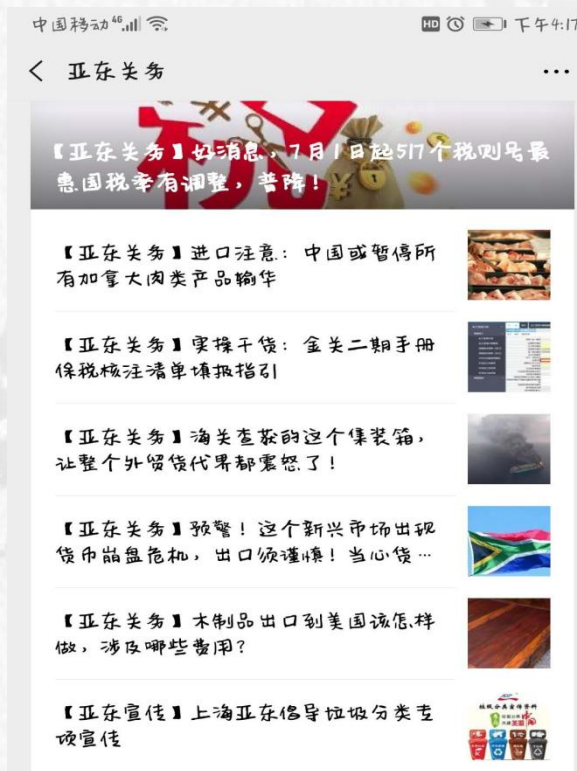 中国移动 46
HD 下午4:17
亚东关务
【亚东关务】好消息，7月1日起517个税则号最
惠国税率有调整，普降！
【亚东关务】进口注意：中国或暂停所
有加拿大肉类产品输华
【亚东关务】实操干货：金关二期手册
保税核注清单填报指引
【亚东关务】海关查获的这个集装箱，
让整个外贸货代界都震怒了！
【亚东关务】预警！这个新兴市场出现
货币崩盘危机，出口须谨慎！当心货…
【亚东关务】木制品出口到美国该怎样
做，涉及哪些费用？
【亚东宣传】上海亚东倡导垃圾分类专
项宣传
垃圾分类宣传资料